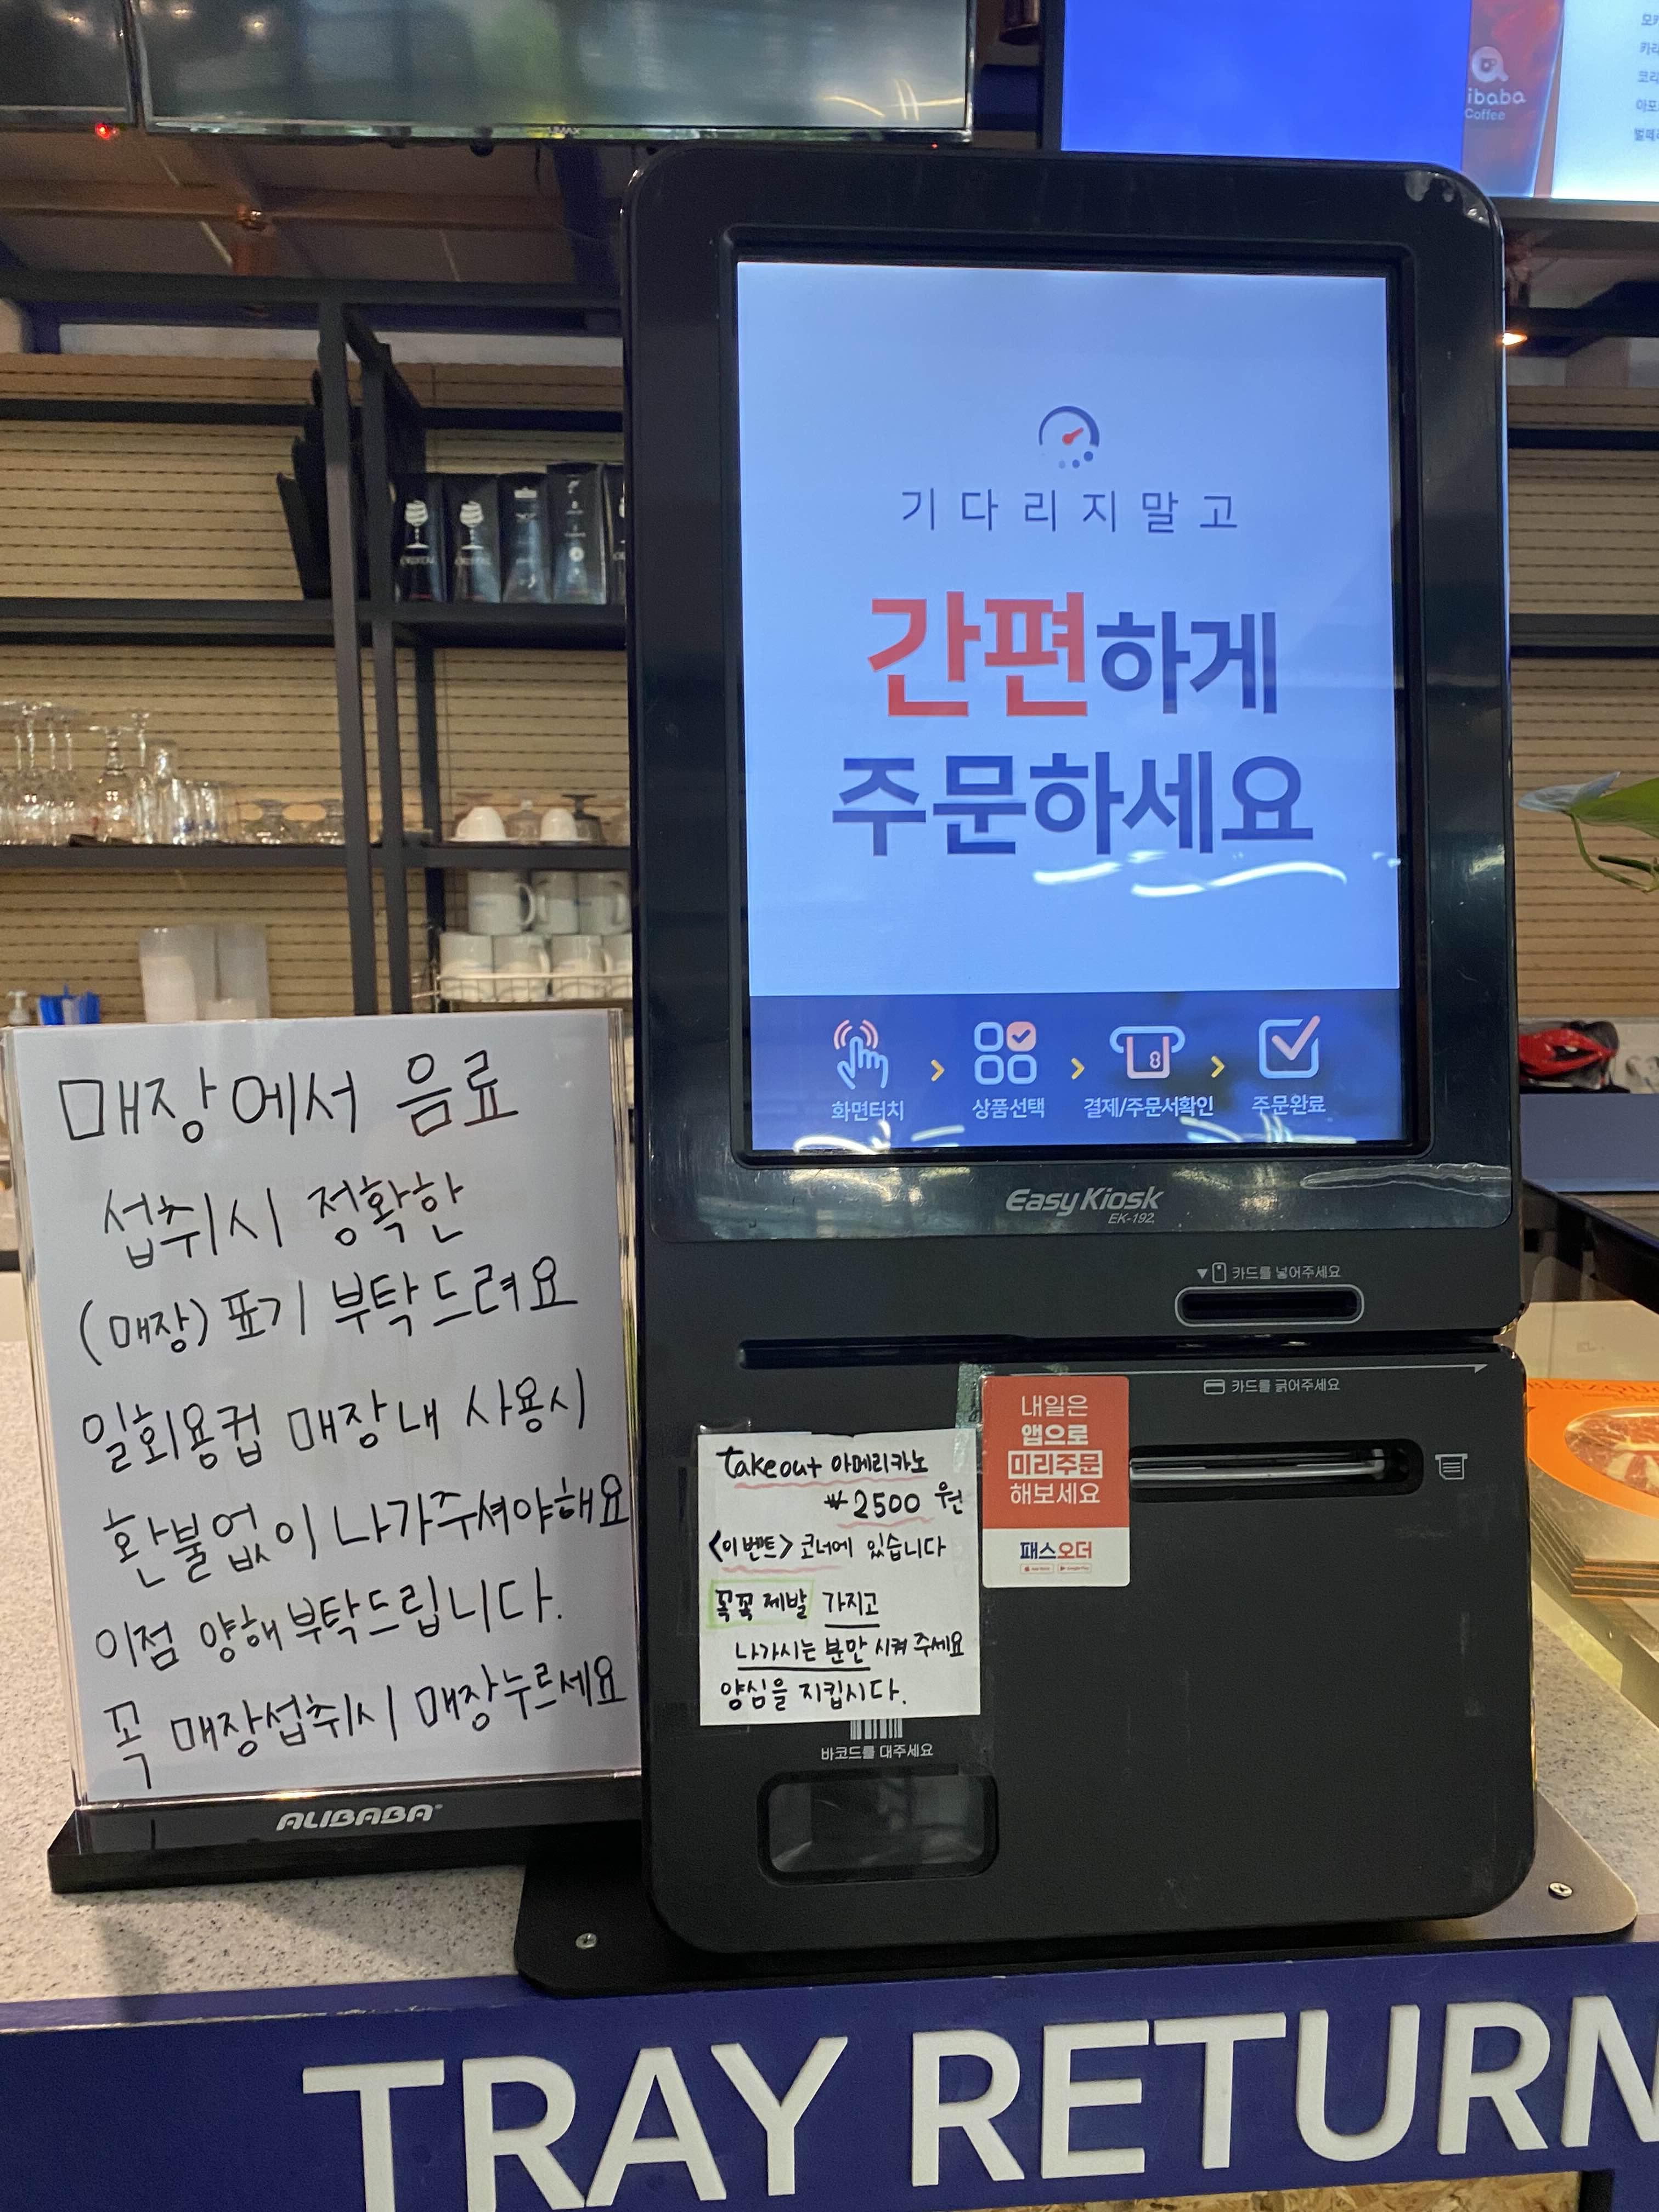 모카
ibaba
Coffee
기다리지말고
간편하게
주문하세요
화면터치
상품선택
결제/주문서확인
주문완료
EasyKiosk
EK-192
카드를 넣어주세요
카드를 긁어주세요
매장에서 음료
섭취시 정확한
(매장) 표기 부탁드려요
일회용컵 매장내 사용시
환불없이 나가주셔야해요
이점 양해부탁드립니다.
꼭 매장섭취시 매장누르세요
ALIBABA
takeout 아메리카노
₩2500 원
<이벤트> 코너에 있습니다
꼭꼭 제발 가지고
나가시는 분만 시켜 주세요
양심을 지킵시다.
내일은
앱으로
미리주문
해보세요
패스오더
바코드를 대주세요
TRAY RETURN